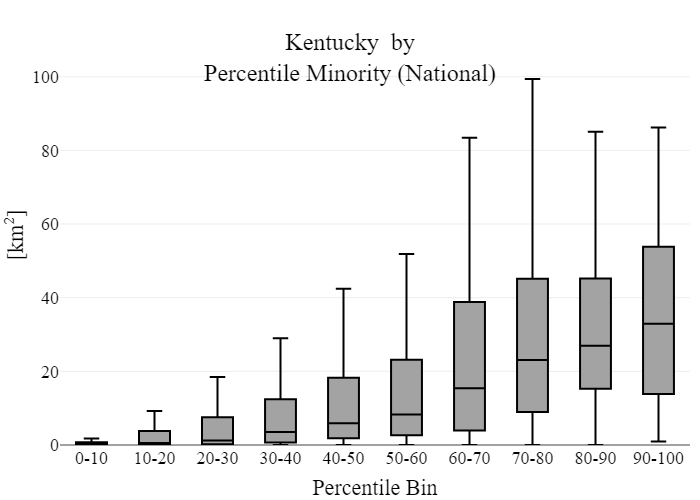 Kentucky by
Percentile Minority (National)
100
80
60
40
20
0
[km²]
0-10 10-20 20-30 30-40 40-50 50-60 60-70 70-80 80-90 90-100
Percentile Bin